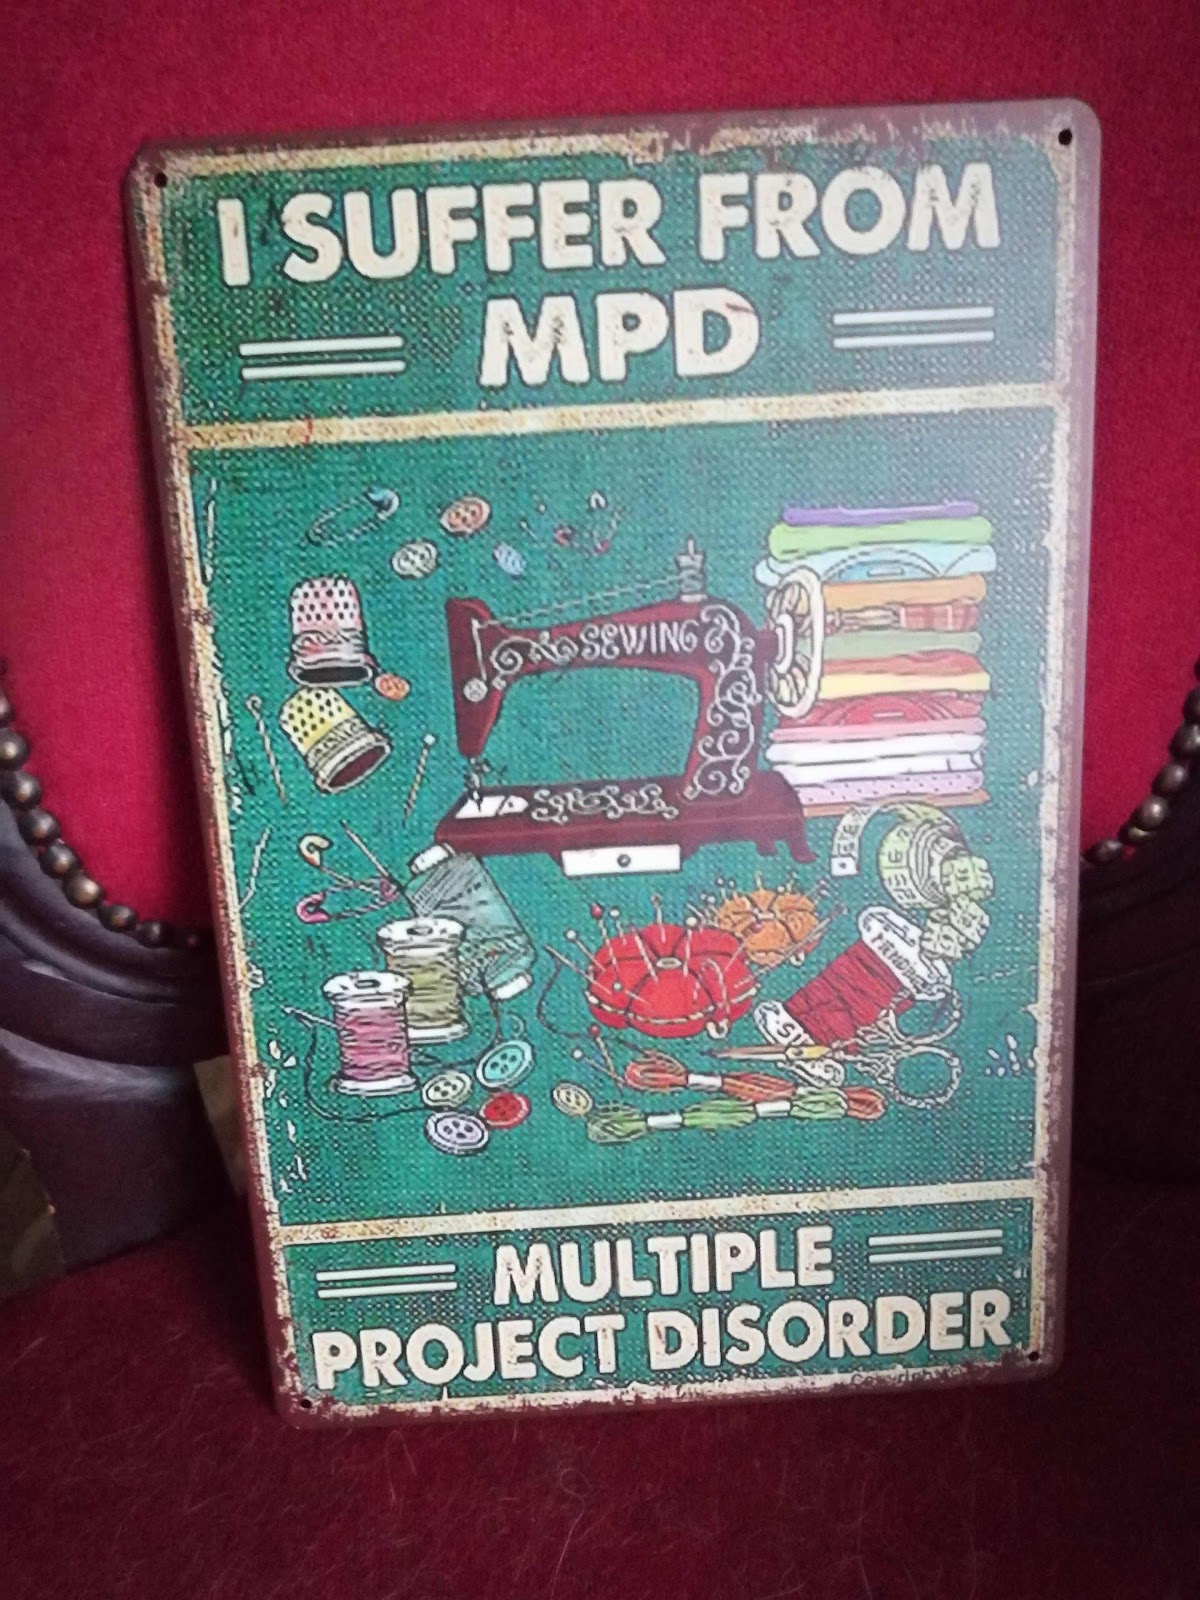 I SUFFER FROM
MPD
SEWING
MULTIPLE
PROJECT DISORDER